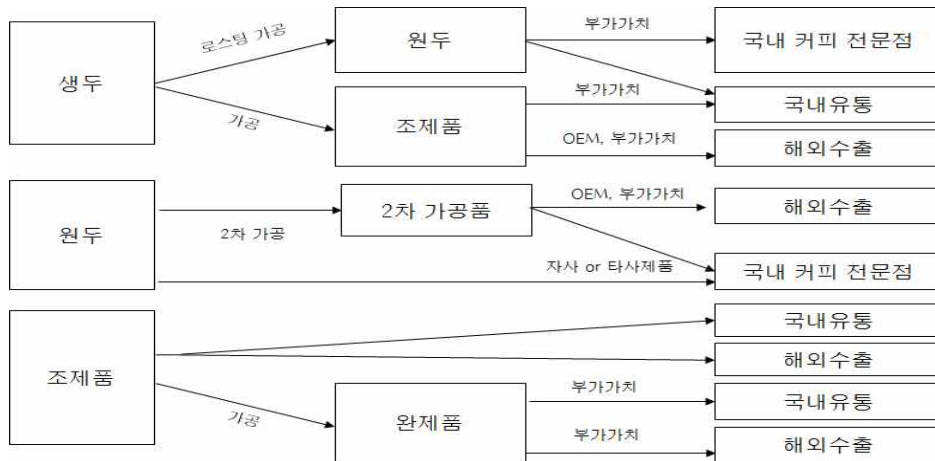 생두
로스팅 가공
가공
원두
조제품
부가가치
부가가치
OEM, 부가가치
국내 커피 전문점
국내유통
해외수출
원두
2차 가공
2차 가공품
OEM, 부가가치
자사 or 타사제품
해외수출
국내 커피 전문점
조제품
가공
완제품
부가가치
부가가치
국내유통
해외수출
국내유통
해외수출